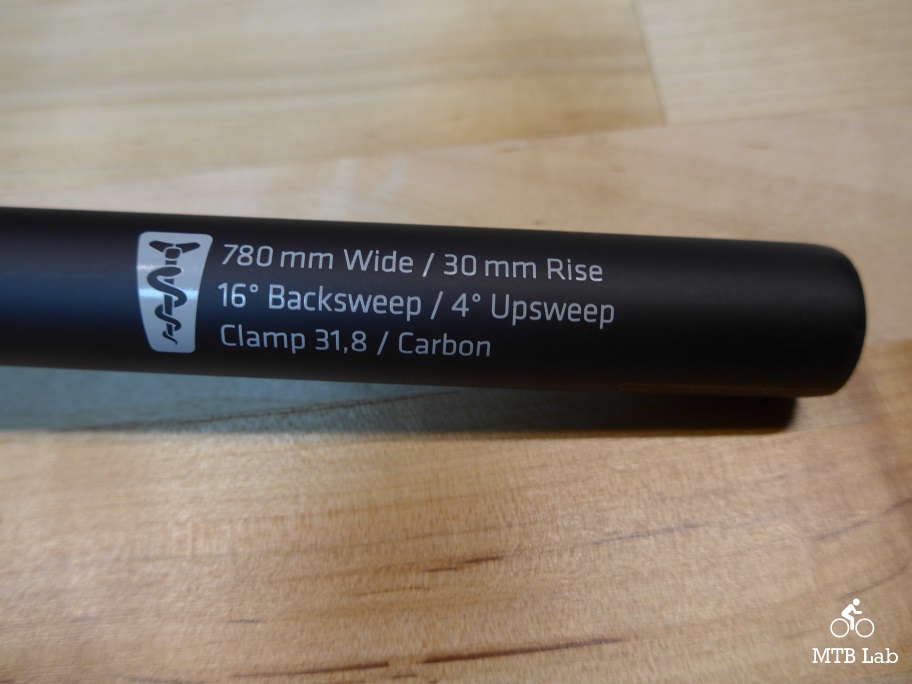 780 mm Wide / 30 mm Rise
16° Backsweep / 4° Upsweep
Clamp 31,8 / Carbon
MTB Lab